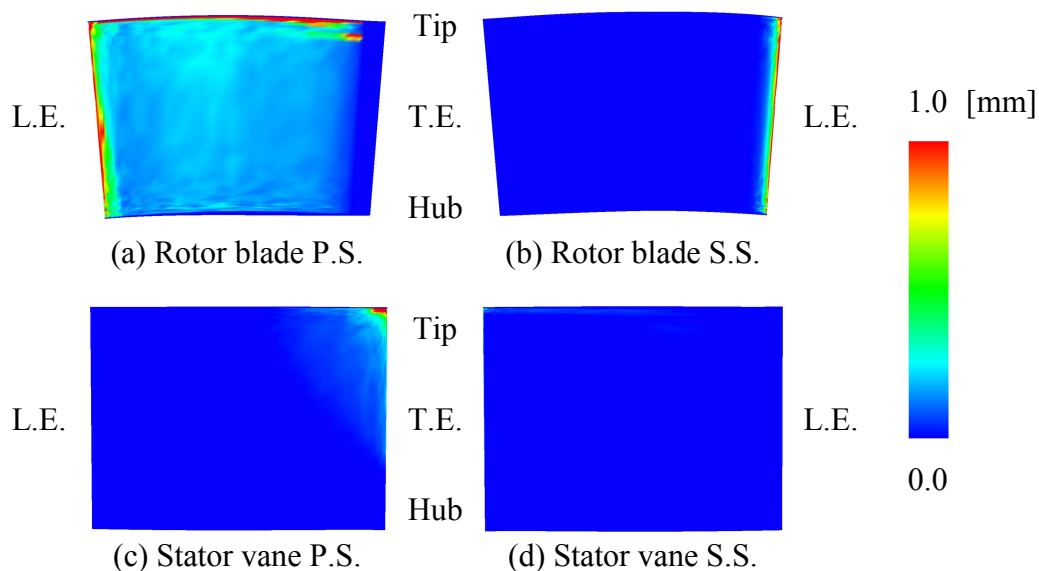 Tip
L.E.
T.E.
L.E.
Hub
(a) Rotor blade P.S.
(b) Rotor blade S.S.
Tip
L.E.
T.E.
L.E.
Hub
(c) Stator vane P.S.
(d) Stator vane S.S.
1.0 [mm]
0.0